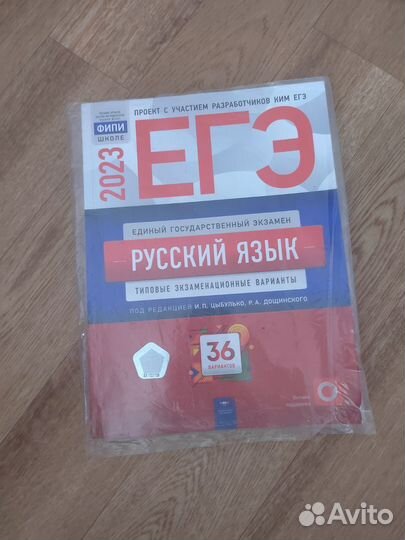 ПРОЕКТ С УЧАСТИЕМ РАЗРАБОТЧИКОВ КИМ ЕГЭ
ФИПИ
ШКОЛЕ
2023
ЕГЭ
ЕДИНЫЙ ГОСУДАРСТВЕННЫЙ ЭКЗАМЕН
РУССКИЙ ЯЗЫК
ТИПОВЫЕ ЭКЗАМЕНАЦИОННЫЕ ВАРИАНТЫ
ПОД РЕДАКЦИЕЙ И.П. ЦЫБУЛЬКО, Р.А. ДОЩИНСКОГО
36
ВАРИАНТОВ
Avito